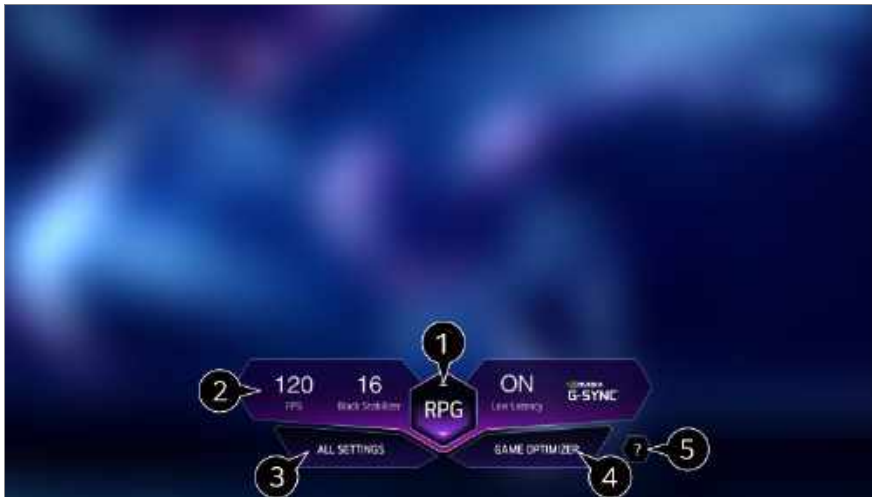 1
2
120
16
RPG
ON
NVIDIA
G-SYNC
FPS
Black Stabilizer
Low Latency
ALL SETTINGS
GAME OPTIMIZER
?
5
3
4